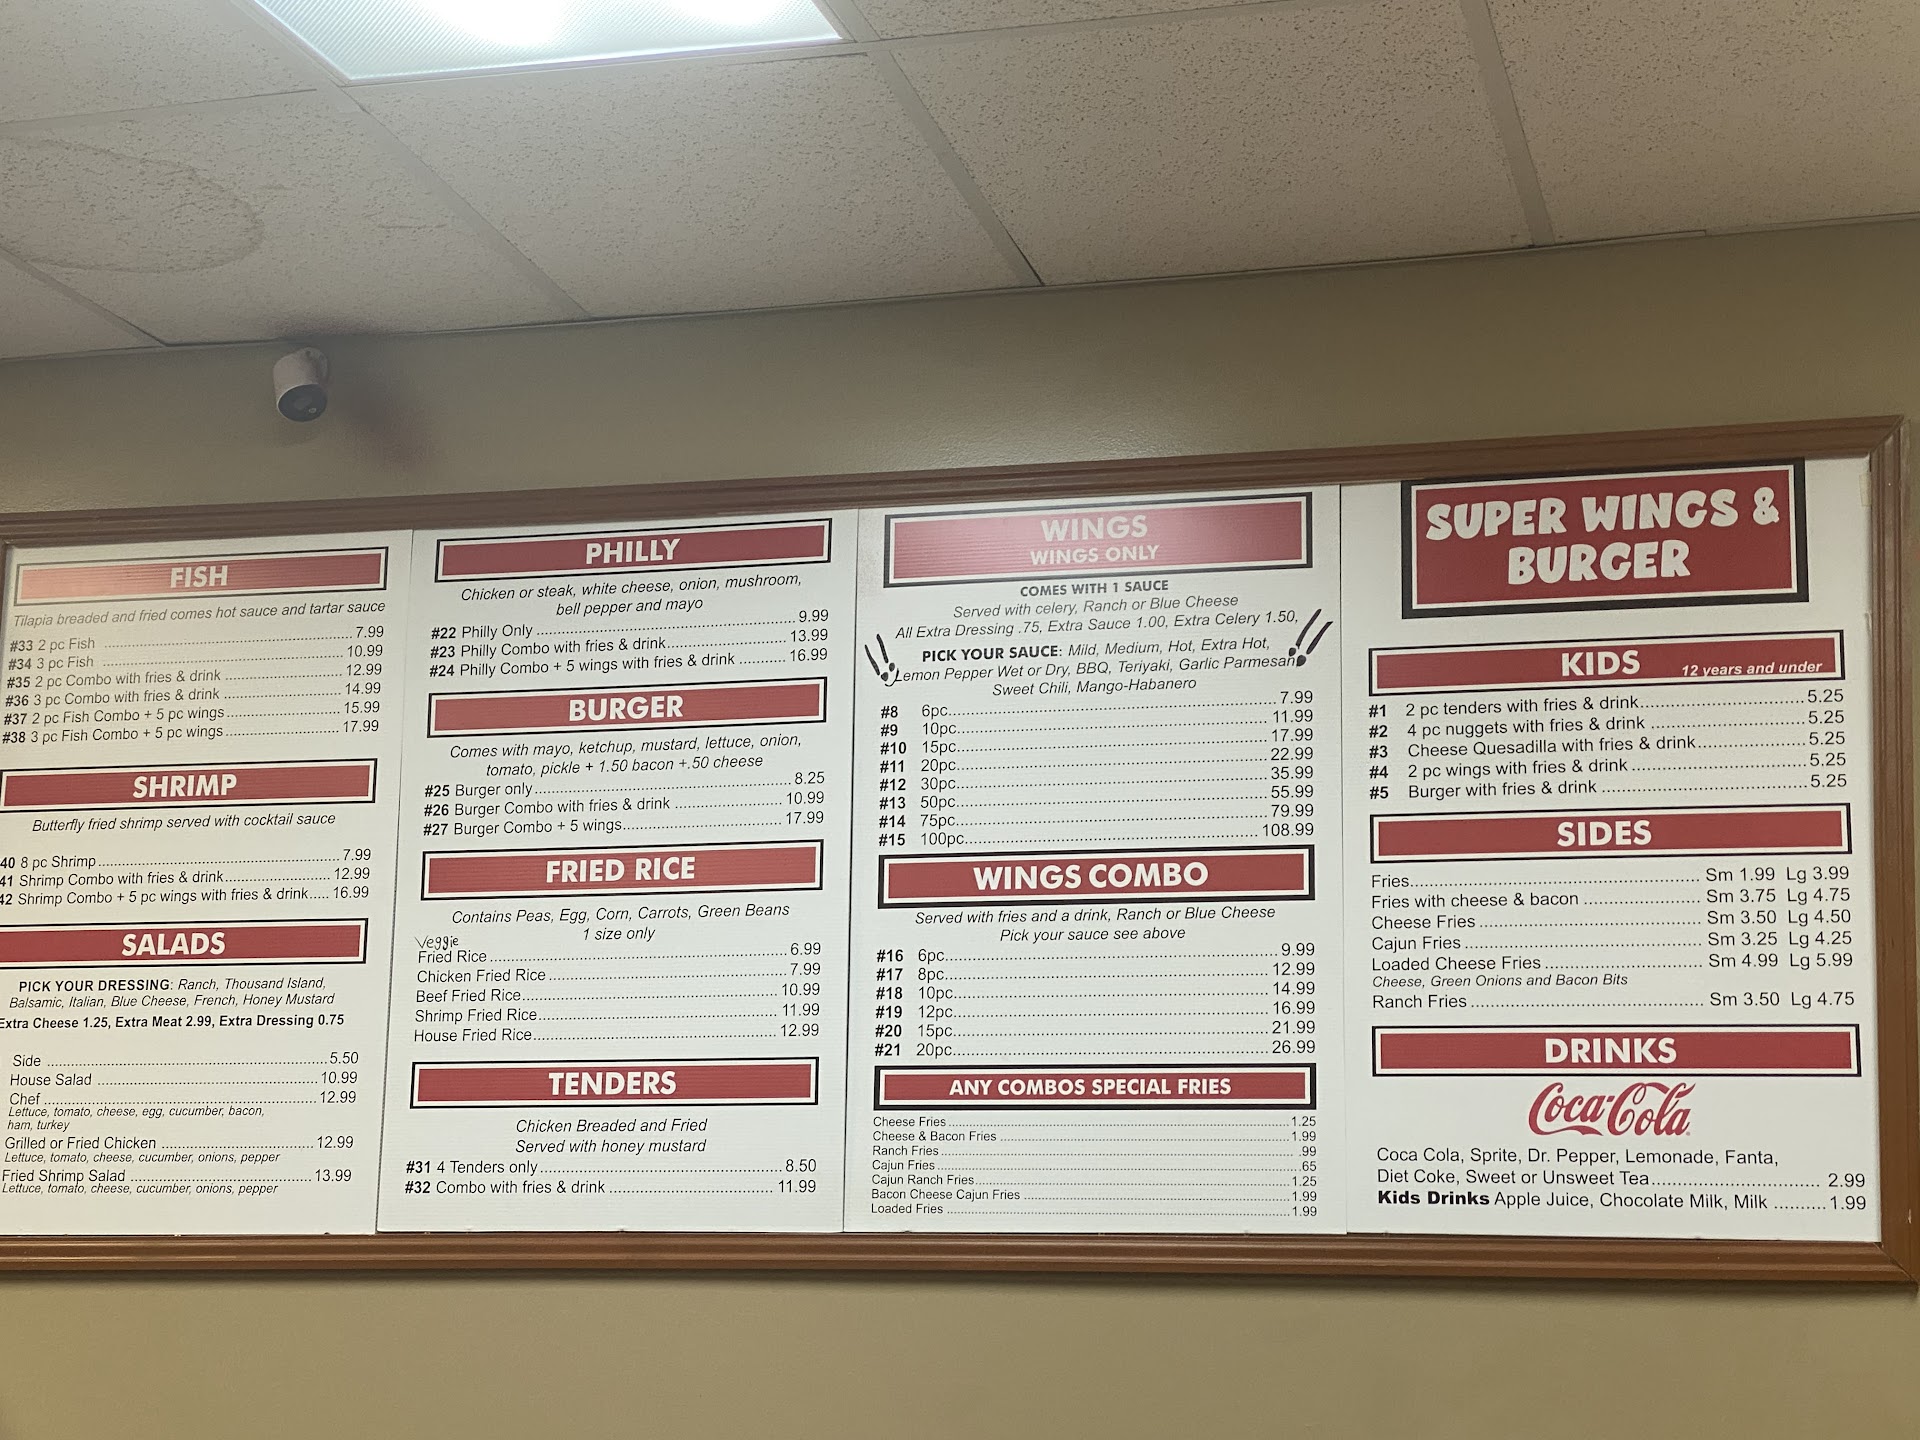 FISH
Tilapia breaded and fried comes hot sauce and tartar sauce
#33 2 pc Fish 7.99
#34 3 pc Fish 10.99
#35 2 pc Combo with fries & drink 12.99
#36 3 pc Combo with fries & drink 14.99
#37 2 pc Fish Combo + 5 pc wings 15.99
#38 3 pc Fish Combo + 5 pc wings 17.99
SHRIMP
Butterfly fried shrimp served with cocktail sauce
40 8 pc Shrimp 7.99
41 Shrimp Combo with fries & drink 12.99
42 Shrimp Combo + 5 pc wings with fries & drink 16.99
SALADS
PICK YOUR DRESSING: Ranch, Thousand Island,
Balsamic, Italian, Blue Cheese, French, Honey Mustard
Extra Cheese 1.25, Extra Meat 2.99, Extra Dressing 0.75
Side 5.50
House Salad 10.99
Chef 12.99
Lettuce, tomato, cheese, egg, cucumber, bacon,
ham, turkey
Grilled or Fried Chicken 12.99
Lettuce, tomato, cheese, cucumber, onions, pepper
Fried Shrimp Salad 13.99
Lettuce, tomato, cheese, cucumber, onions, pepper
PHILLY
Chicken or steak, white cheese, onion, mushroom,
bell pepper and mayo
#22 Philly Only 9.99
#23 Philly Combo with fries & drink 13.99
#24 Philly Combo + 5 wings with fries & drink 16.99
BURGER
Comes with mayo, ketchup, mustard, lettuce, onion,
tomato, pickle + 1.50 bacon +.50 cheese
#25 Burger only 8.25
#26 Burger Combo with fries & drink 10.99
#27 Burger Combo + 5 wings 17.99
FRIED RICE
Contains Peas, Egg, Corn, Carrots, Green Beans
1 size only
Veggie
Fried Rice 6.99
Chicken Fried Rice 7.99
Beef Fried Rice 10.99
Shrimp Fried Rice 11.99
House Fried Rice 12.99
TENDERS
Chicken Breaded and Fried
Served with honey mustard
#31 4 Tenders only 8.50
#32 Combo with fries & drink 11.99
WINGS
WINGS ONLY
COMES WITH 1 SAUCE
Served with celery, Ranch or Blue Cheese
All Extra Dressing .75, Extra Sauce 1.00, Extra Celery 1.50,
PICK YOUR SAUCE: Mild, Medium, Hot, Extra Hot,
Lemon Pepper Wet or Dry, BBQ, Teriyaki, Garlic Parmesan
Sweet Chili, Mango-Habanero
#8 6pc 7.99
#9 10pc 11.99
#10 15pc 17.99
#11 20pc 22.99
#12 30pc 35.99
#13 50pc 55.99
#14 75pc 79.99
#15 100pc 108.99
WINGS COMBO
Served with fries and a drink, Ranch or Blue Cheese
Pick your sauce see above
#16 6pc 9.99
#17 8pc 12.99
#18 10pc 14.99
#19 12pc 16.99
#20 15pc 21.99
#21 20pc 26.99
ANY COMBOS SPECIAL FRIES
Cheese Fries 1.25
Cheese & Bacon Fries 1.99
Ranch Fries .99
Cajun Fries .65
Cajun Ranch Fries 1.25
Bacon Cheese Cajun Fries 1.99
Loaded Fries 1.99
SUPER WINGS &
BURGER
KIDS 12 years and under
#1 2 pc tenders with fries & drink 5.25
#2 4 pc nuggets with fries & drink 5.25
#3 Cheese Quesadilla with fries & drink 5.25
#4 2 pc wings with fries & drink 5.25
#5 Burger with fries & drink 5.25
SIDES
Fries Sm 1.99 Lg 3.99
Fries with cheese & bacon Sm 3.75 Lg 4.75
Cheese Fries Sm 3.50 Lg 4.50
Cajun Fries Sm 3.25 Lg 4.25
Loaded Cheese Fries Sm 4.99 Lg 5.99
Cheese, Green Onions and Bacon Bits
Ranch Fries Sm 3.50 Lg 4.75
DRINKS
Coca-Cola
Coca Cola, Sprite, Dr. Pepper, Lemonade, Fanta,
Diet Coke, Sweet or Unsweet Tea 2.99
Kids Drinks Apple Juice, Chocolate Milk, Milk 1.99